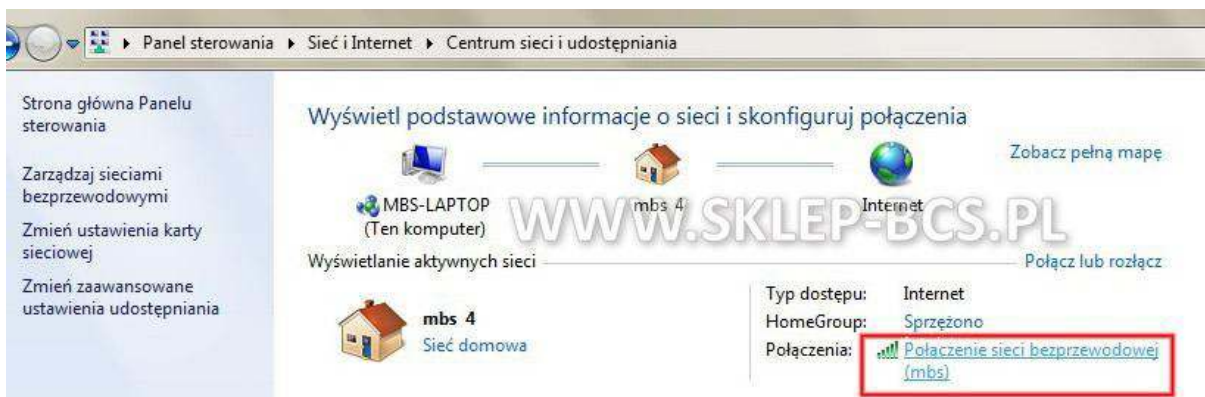 Panel sterowania ▸ Sieć i Internet ▸ Centrum sieci i udostępniania
Strona główna Panelu
sterowania
Zarządzaj sieciami
bezprzewodowymi
Zmień ustawienia karty
sieciowej
Zmień zaawansowane
ustawienia udostępniania
Wyświetl podstawowe informacje o sieci i skonfiguruj połączenia
Zobacz pełną mapę
MBS-LAPTOP
(Ten komputer)
mbs 4
Internet
WWW.SKLEP-BCS.PL
Wyświetlanie aktywnych sieci
Połącz lub rozłącz
mbs 4
Sieć domowa
Typ dostępu: Internet
HomeGroup: Sprzężono
Połączenia: Połączenie sieci bezprzewodowej
(mbs)